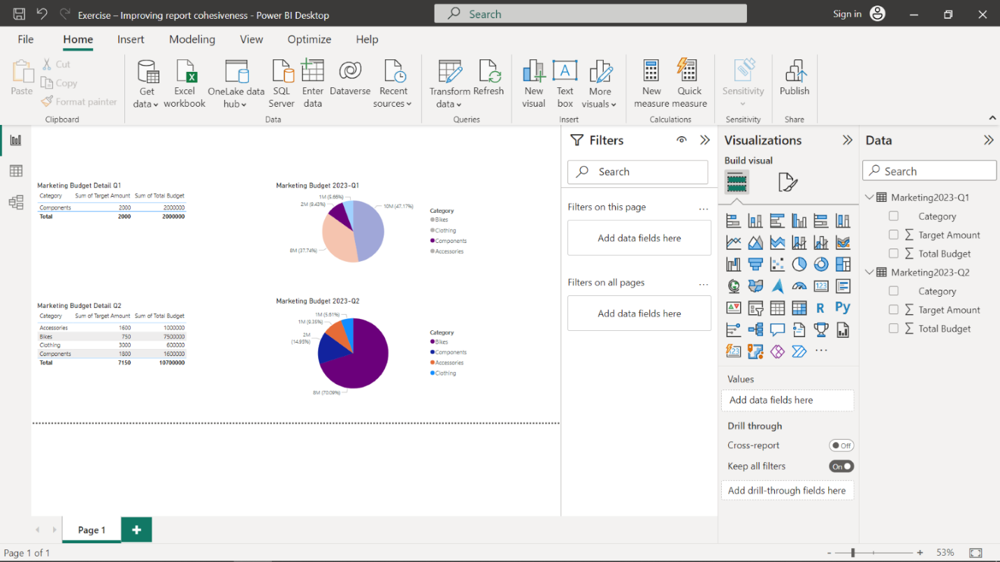 Exercise – Improving report cohesiveness - Power BI Desktop
Search
Sign in
File Home Insert Modeling View Optimize Help
Paste
Cut
Copy
Format painter
Clipboard
Get data
Excel workbook
OneLake data hub
SQL Server
Enter data
Dataverse
Recent sources
Data
Transform data
Refresh
Queries
New visual
A
Text box
More visuals
Insert
New measure
Quick measure
Calculations
Sensitivity
Sensitivity
Publish
Share
Marketing Budget Detail Q1
Category Sum of Target Amount Sum of Total Budget
Components 2000 2000000
Total 2000 2000000
Marketing Budget 2023-Q1
1M (5.66%)
2M (9.43%)
10M (47.17%)
8M (37.74%)
Category
Bikes
Clothing
Components
Accessories
Marketing Budget Detail Q2
Category Sum of Target Amount Sum of Total Budget
Accessories 1600 1000000
Bikes 750 7500000
Clothing 3000 600000
Components 1800 1600000
Total 7150 10700000
Marketing Budget 2023-Q2
1M (5.61%)
1M (9.35%)
2M
(14.95%)
8M (70.09%)
Category
Bikes
Components
Accessories
Clothing
Filters
Search
Filters on this page ...
Add data fields here
Filters on all pages ...
Add data fields here
Visualizations
Build visual
123
R
Py
123
...
Values
Add data fields here
Drill through
Cross-report Off
Keep all filters On
Add drill-through fields here
Data
Search
Marketing2023-Q1
Category
Σ Target Amount
Σ Total Budget
Marketing2023-Q2
Category
Σ Target Amount
Σ Total Budget
Page 1
+
Page 1 of 1
- + 53%